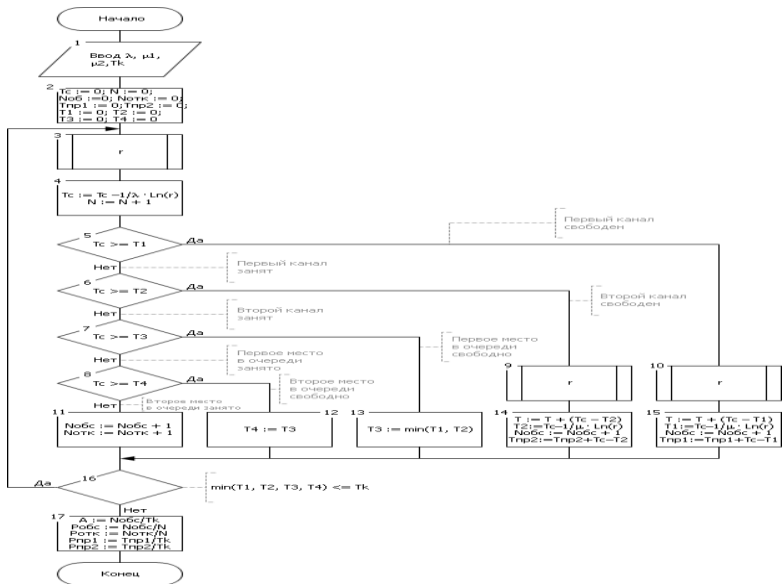 Начало
1
Ввод λ, μ1,
μ2,Tk
2
Tc := 0; N := 0;
Nоб :=0; Nотк := 0;
Tпр1 := 0;Tпр2 := 0;
T1 := 0; T2 := 0;
T3 := 0; T4 := 0
3
r
4
Tc := Tc -1/λ · Ln(r)
N := N + 1
5
Tc >= T1
Да
Первый канал
свободен
Нет
Первый канал
занят
6
Tc >= T2
Да
Второй канал
свободен
Нет
Второй канал
занят
7
Tc >= T3
Да
Первое место
в очереди
свободно
Нет
Первое место
в очереди
занято
8
Tc >= T4
Да
Второе место
в очереди
свободно
Нет
Второе место
в очереди занято
9
r
10
r
11
Nобс := Nобс + 1
Nотк := Nотк + 1
12
T4 := T3
13
T3 := min(T1, T2)
14
T := T + (Tc - T2)
T2:=Tc-1/μ · Ln(r)
Nобс := Nобс + 1
Tпр2:=Tпр2+Tc-T2
15
T := T + (Tc - T1)
T1:=Tc-1/μ · Ln(r)
Nобс := Nобс + 1
Tпр1:=Tпр1+Tc-T1
16
Да
min(T1, T2, T3, T4) <= Tk
Нет
17
A := Nобс/Tk
Pобс := Nобс/N
Pотк := Nотк/N
Pпр1 := Tпр1/Tk
Pпр2 := Tпр2/Tk
Конец